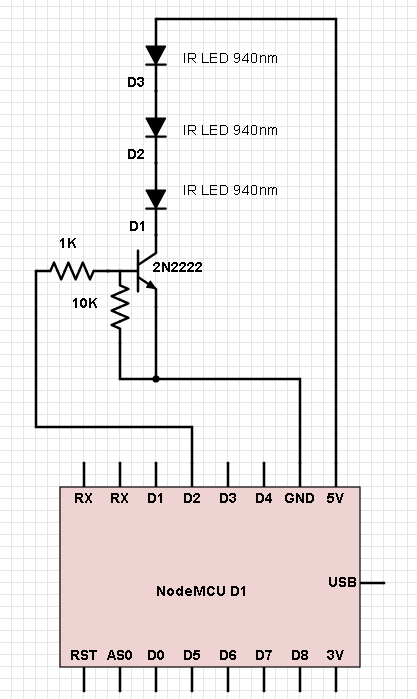 IR LED 940nm
D3
IR LED 940nm
D2
IR LED 940nm
D1
1K
2N2222
10K
RX RX D1 D2 D3 D4 GND 5V
USB
NodeMCU D1
RST AS0 D0 D5 D6 D7 D8 3V